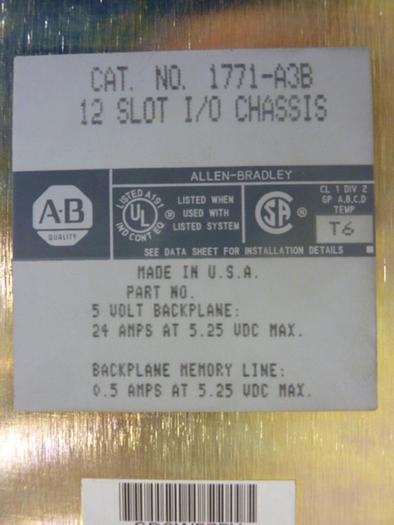 CAT. NO. 1771-A3B
12 SLOT I/O CHASSIS
ALLEN-BRADLEY
A-B
QUALITY
LISTED A191
UL
IND CONT EQ
®
LISTED WHEN
USED WITH
LISTED SYSTEM
SA
®
CL 1 DIV 2
GP A,B,C,D
TEMP
T6
SEE DATA SHEET FOR INSTALLATION DETAILS
MADE IN U.S.A.
PART NO.
5 VOLT BACKPLANE:
24 AMPS AT 5.25 VDC MAX.
BACKPLANE MEMORY LINE:
0.5 AMPS AT 5.25 VDC MAX.